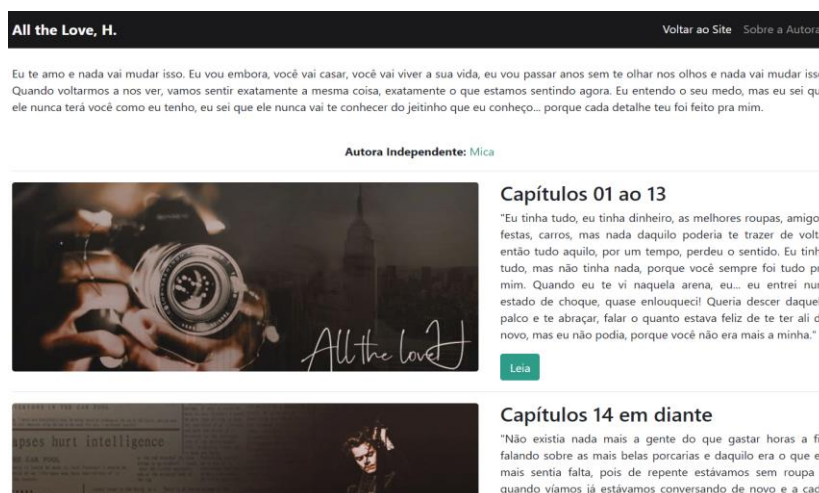 All the Love, H.
Voltar ao Site Sobre a Autora
Eu te amo e nada vai mudar isso. Eu vou embora, você vai casar, você vai viver a sua vida, eu vou passar anos sem te olhar nos olhos e nada vai mudar iss
Quando voltarmos a nos ver, vamos sentir exatamente a mesma coisa, exatamente o que estamos sentindo agora. Eu entendo o seu medo, mas eu sei qu
ele nunca terá você como eu tenho, eu sei que ele nunca vai te conhecer do jeitinho que eu conheço... porque cada detalhe teu foi feito pra mim.
Autora Independente: Mica
All the Love H
Capítulos 01 ao 13
"Eu tinha tudo, eu tinha dinheiro, as melhores roupas, amigo
festas, carros, mas nada daquilo poderia te trazer de volt
então tudo aquilo, por um tempo, perdeu o sentido. Eu tinh
tudo, mas não tinha nada, porque você sempre foi tudo pr
mim. Quando eu te vi naquela arena, eu... eu entrei nur
estado de choque, quase enlouqueci! Queria descer daquel
palco e te abraçar, falar o quanto estava feliz de te ter ali d
novo, mas eu não podia, porque você não era mais a minha."
Leia
apses hurt intelligence
Capítulos 14 em diante
"Não existia nada mais a gente do que gastar horas a fi
falando sobre as mais belas porcarias e daquilo era o que e
mais sentia falta, pois de repente estávamos sem roupa
quando víamos já estávamos conversando de novo e a cad